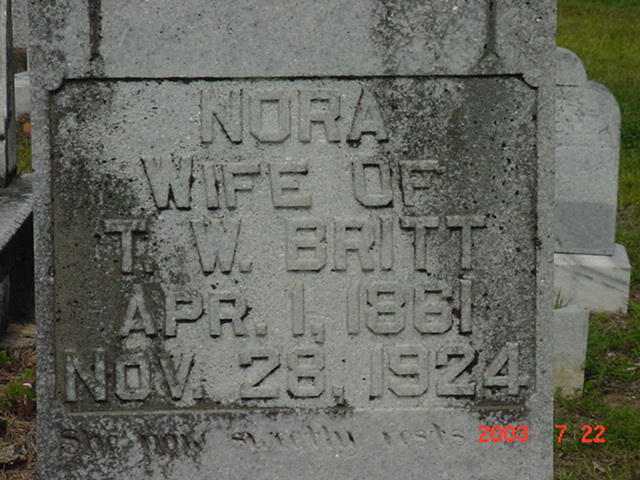 NORA
WIFE OF
T. W. BRITT
APR. 1, 1861
NOV. 28, 1924
She now sweetly rests
2003 7 22